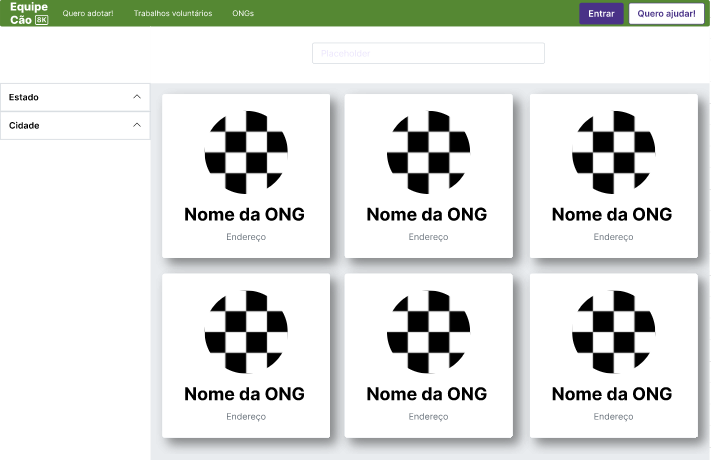 Equipe
Cão 8K
Quero adotar! Trabalhos voluntários ONGs Entrar Quero ajudar!
Placeholder
Estado
Cidade
Nome da ONG Nome da ONG Nome da ONG
Endereço Endereço Endereço
Nome da ONG Nome da ONG Nome da ONG
Endereço Endereço Endereço